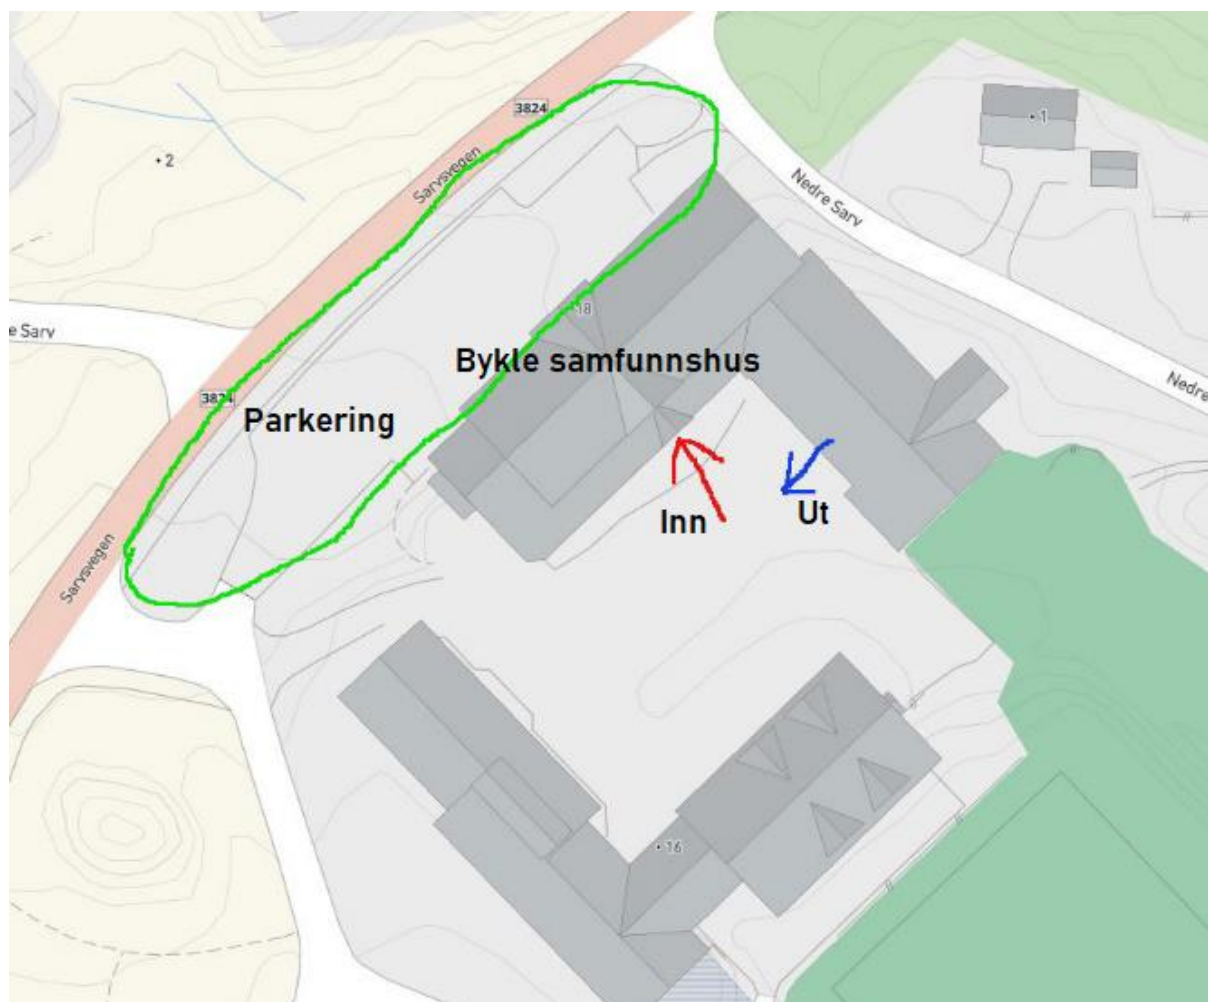 3824
Sarvsvegen
1
2
Nedre Sarv
e Sarv
18
Bykle samfunnshus
Nedre
3824
Parkering
Inn
Ut
Sarvsvegen
16